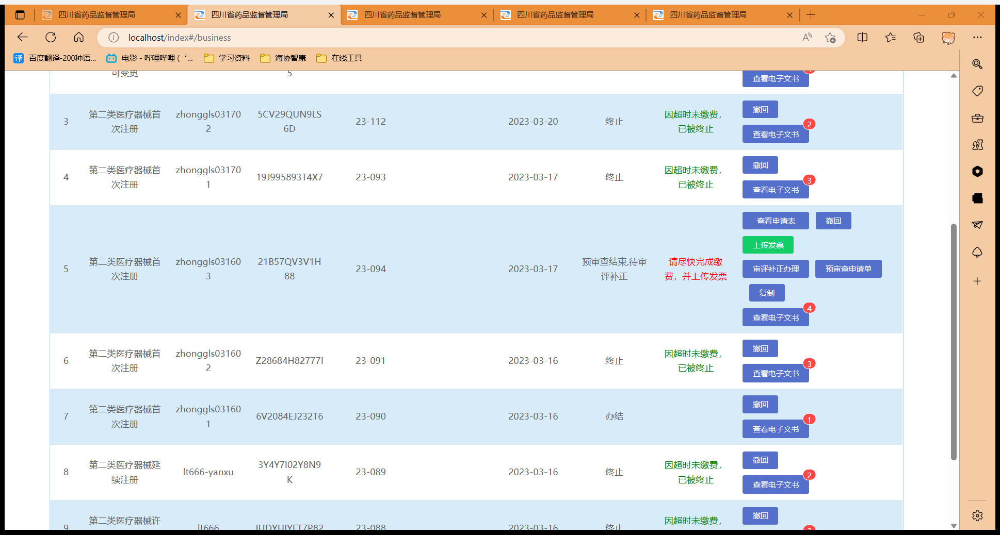 四川省药品监督管理局
四川省药品监督管理局
四川省药品监督管理局
四川省药品监督管理局
四川省药品监督管理局
localhost/index#/business
译 百度翻译-200种语...
电影 - 哔哩哔哩 ( ゜...
学习资料
海协智康
在线工具
可变更
5
查看电子文书
3
第二类医疗器械首
次注册
zhonggls03170
2
5CV29QUN9LS
6D
23-112
2023-03-20
终止
因超时未缴费，
已被终止
撤回
查看电子文书
2
4
第二类医疗器械首
次注册
zhonggls03170
1
19J995893T4X7
23-093
2023-03-17
终止
因超时未缴费，
已被终止
撤回
查看电子文书
3
5
第二类医疗器械首
次注册
zhonggls03160
3
21B57QV3V1H
88
23-094
2023-03-17
预审查结束,待审
评补正
请尽快完成缴
费，并上传发票
查看申请表
撤回
上传发票
审评补正办理
预审查申请单
复制
查看电子文书
4
6
第二类医疗器械首
次注册
zhonggls03160
2
Z28684H82777I
23-091
2023-03-16
终止
因超时未缴费，
已被终止
撤回
查看电子文书
3
7
第二类医疗器械首
次注册
zhonggls03160
1
6V2084EJ232T6
23-090
2023-03-16
办结
撤回
查看电子文书
1
8
第二类医疗器械延
续注册
lt666-yanxu
3Y4Y7I02Y8N9
K
23-089
2023-03-16
终止
因超时未缴费，
已被终止
撤回
查看电子文书
2
9
第二类医疗器械许
lt666
23-088
2023-03-16
终止
因超时未缴费，
撤回